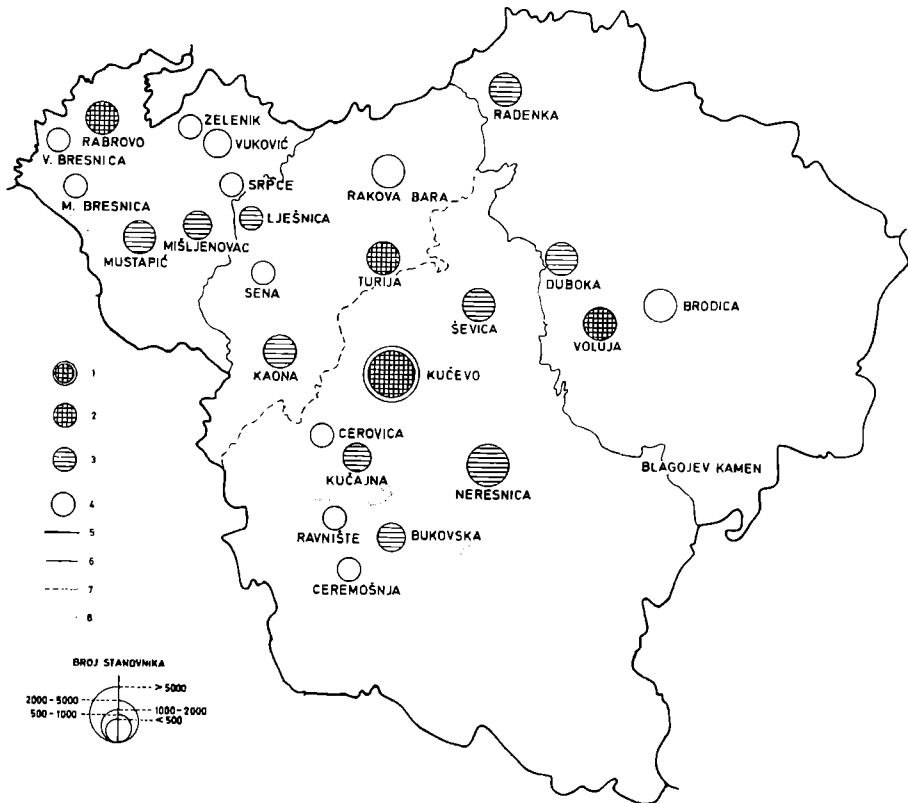 RADENKA
ŽELENIK
RABROVO
VUKOVIĆ
V. BRESNICA
SRPCE
RAKOVA BARA
M. BRESNICA
LJEŠNICA
MIŠLJENOVAC
MUSTAPIĆ
SENA
TURIJA
DUBOKA
BRODICA
ŠEVICA
VOLUJA
KAONA
KUČEVO
CEROVICA
KUČAJNA
NERESNICA
BLAGOJEV KAMEN
RAVNIŠTE
BUKOVSKA
CEREMOŠNJA
1
2
3
4
5
6
7
8
BROJ STANOVNIKA
> 5000
2000-5000
1000-2000
500-1000
< 500